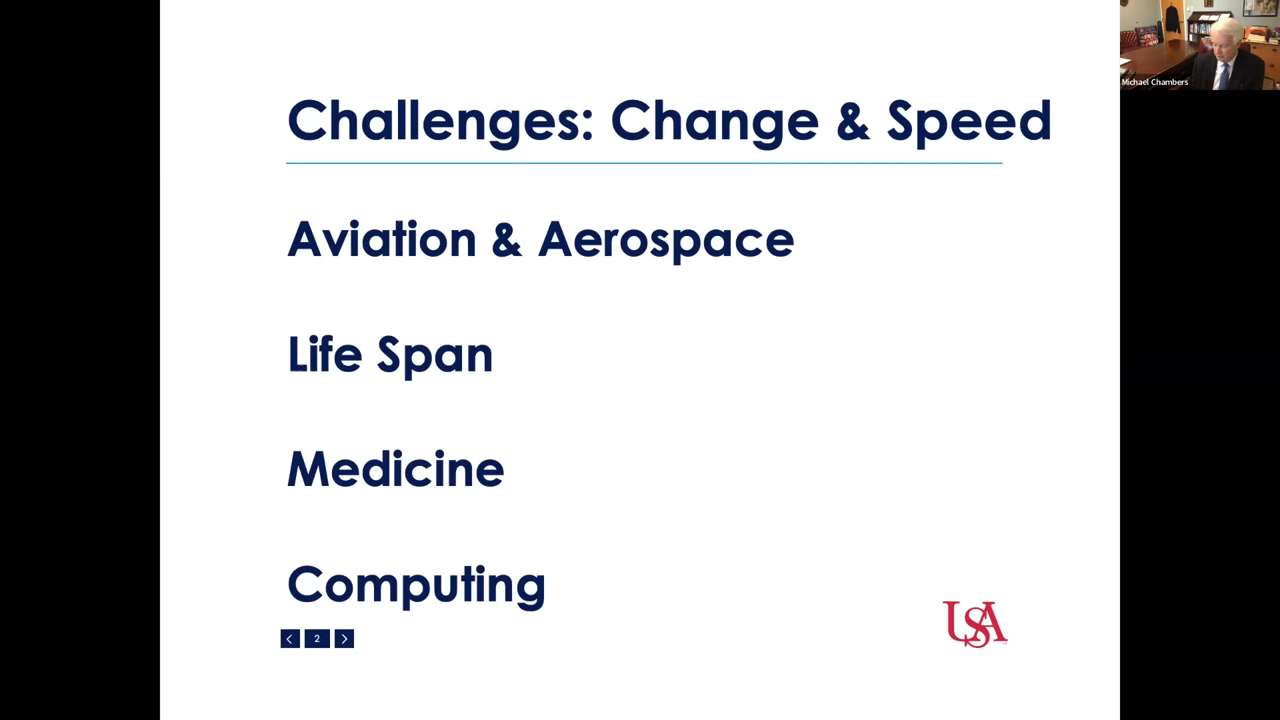 Challenges: Change & Speed
Michael Chambers
Aviation & Aerospace
Life Span
Medicine
Computing
2
USA